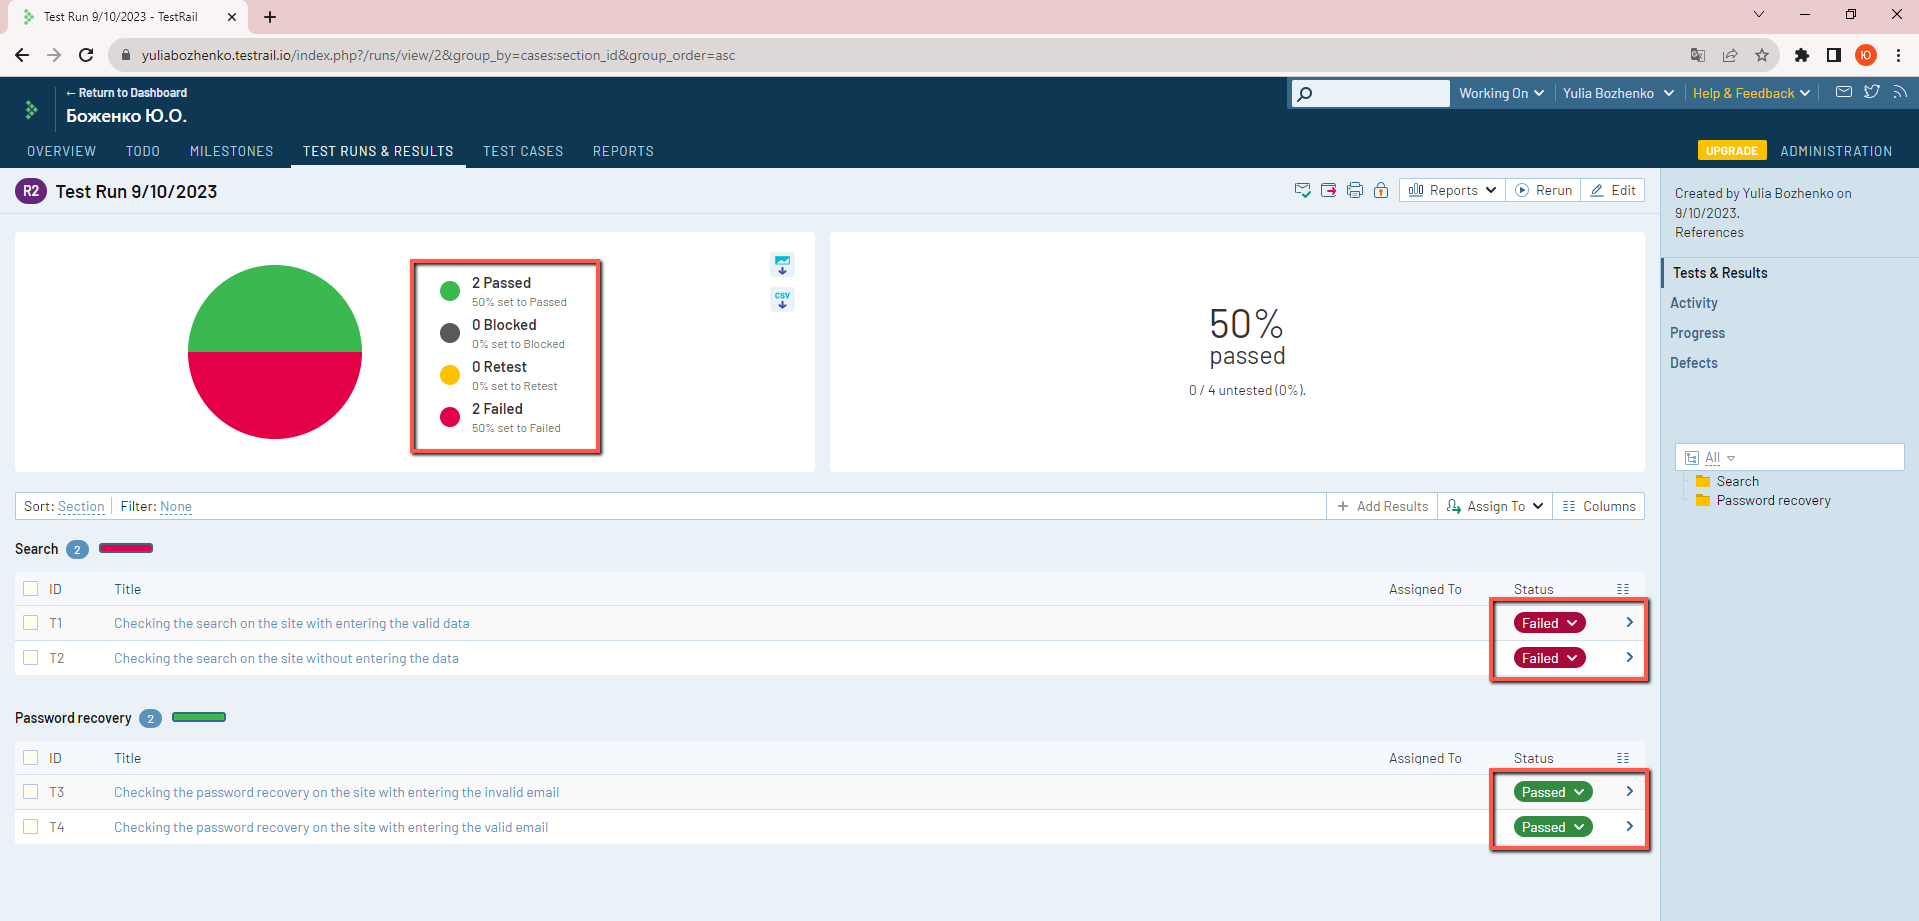 Test Run 9/10/2023 - TestRail
yuliabozhenko.testrail.io/index.php?/runs/view/2&group_by=cases:section_id&group_order=asc
Ю
← Return to Dashboard
Боженко Ю.О.
Working On
Yulia Bozhenko
Help & Feedback
OVERVIEW
TODO
MILESTONES
TEST RUNS & RESULTS
TEST CASES
REPORTS
UPGRADE
ADMINISTRATION
R2
Test Run 9/10/2023
Reports
Rerun
Edit
2 Passed
50% set to Passed
0 Blocked
0% set to Blocked
0 Retest
0% set to Retest
2 Failed
50% set to Failed
CSV
50%
passed
0 / 4 untested (0%).
Created by Yulia Bozhenko on
9/10/2023.
References
Tests & Results
Activity
Progress
Defects
All
Search
Password recovery
Sort: Section
Filter: None
+ Add Results
Assign To
Columns
Search 2
ID Title Assigned To Status
T1 Checking the search on the site with entering the valid data Failed
T2 Checking the search on the site without entering the data Failed
Password recovery 2
ID Title Assigned To Status
T3 Checking the password recovery on the site with entering the invalid email Passed
T4 Checking the password recovery on the site with entering the valid email Passed